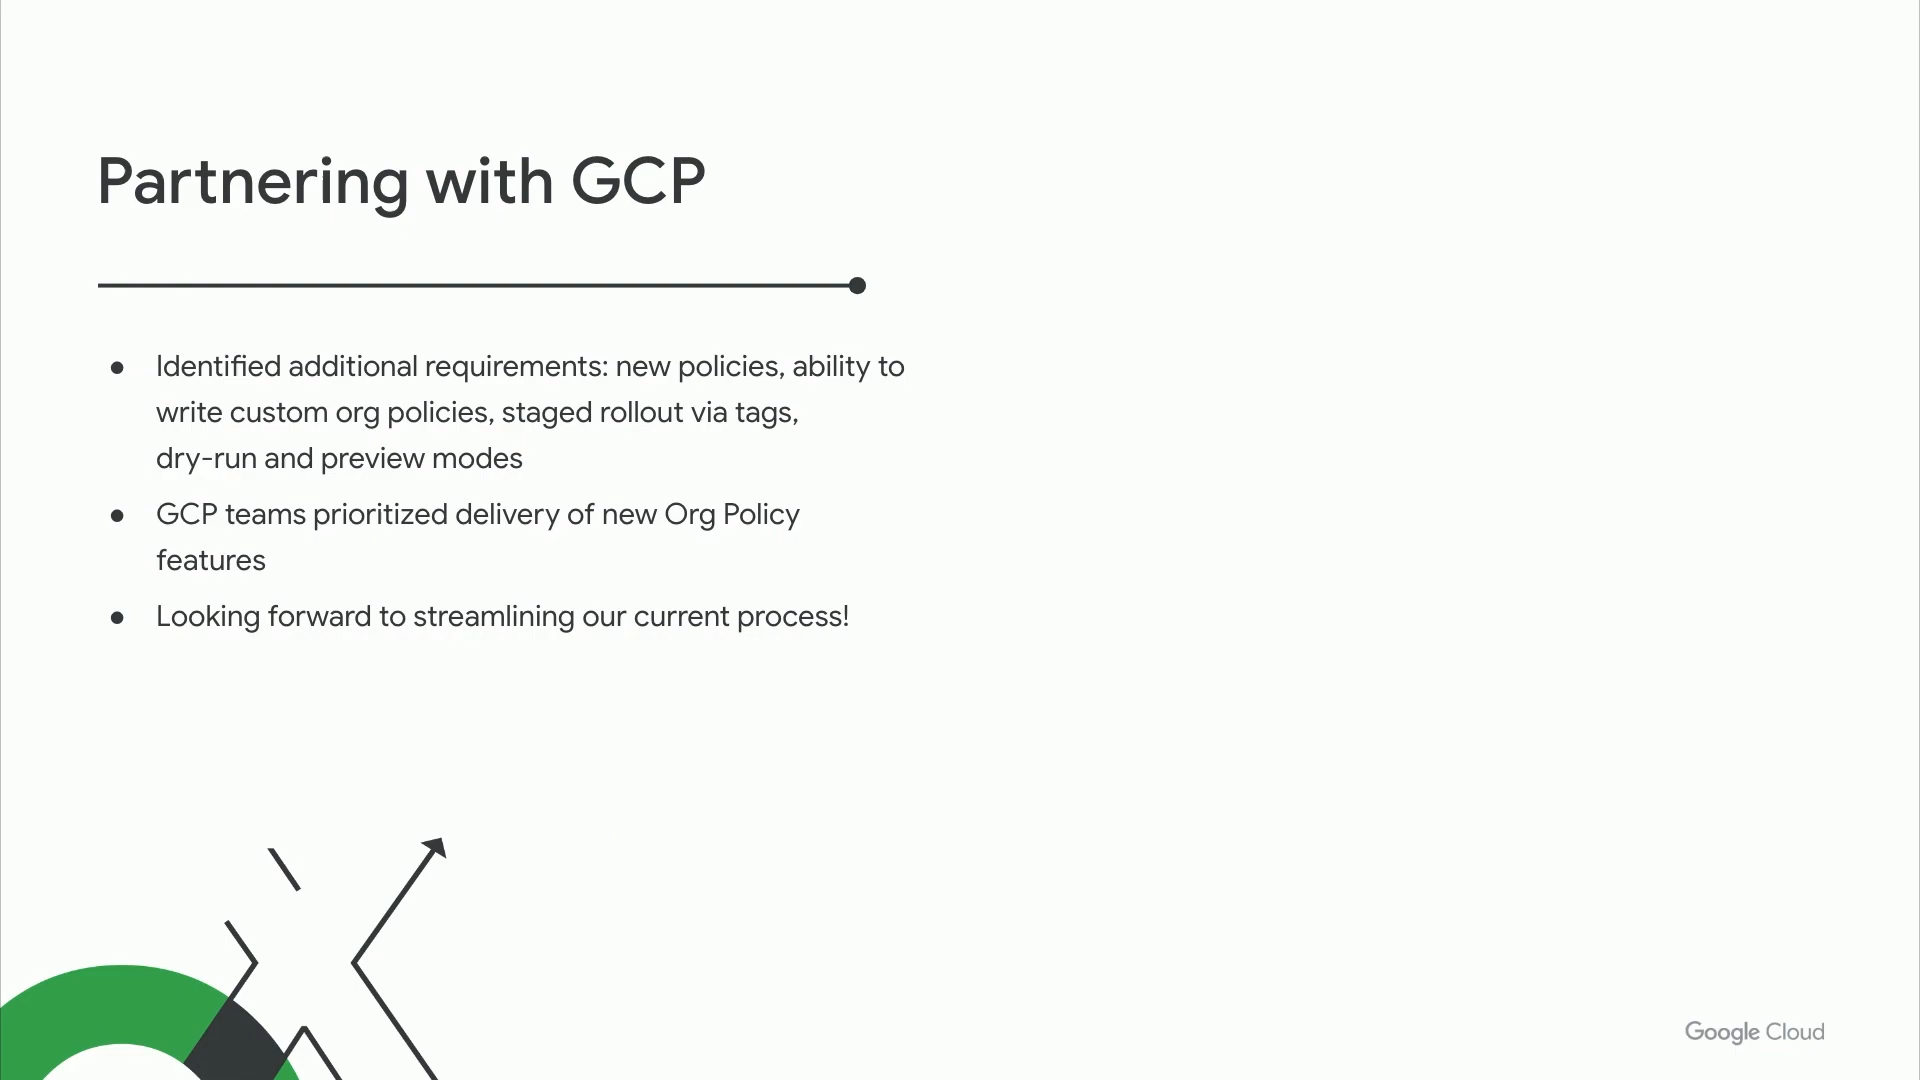 Partnering with GCP
● Identified additional requirements: new policies, ability to
write custom org policies, staged rollout via tags,
dry-run and preview modes
● GCP teams prioritized delivery of new Org Policy
features
● Looking forward to streamlining our current process!
Google Cloud